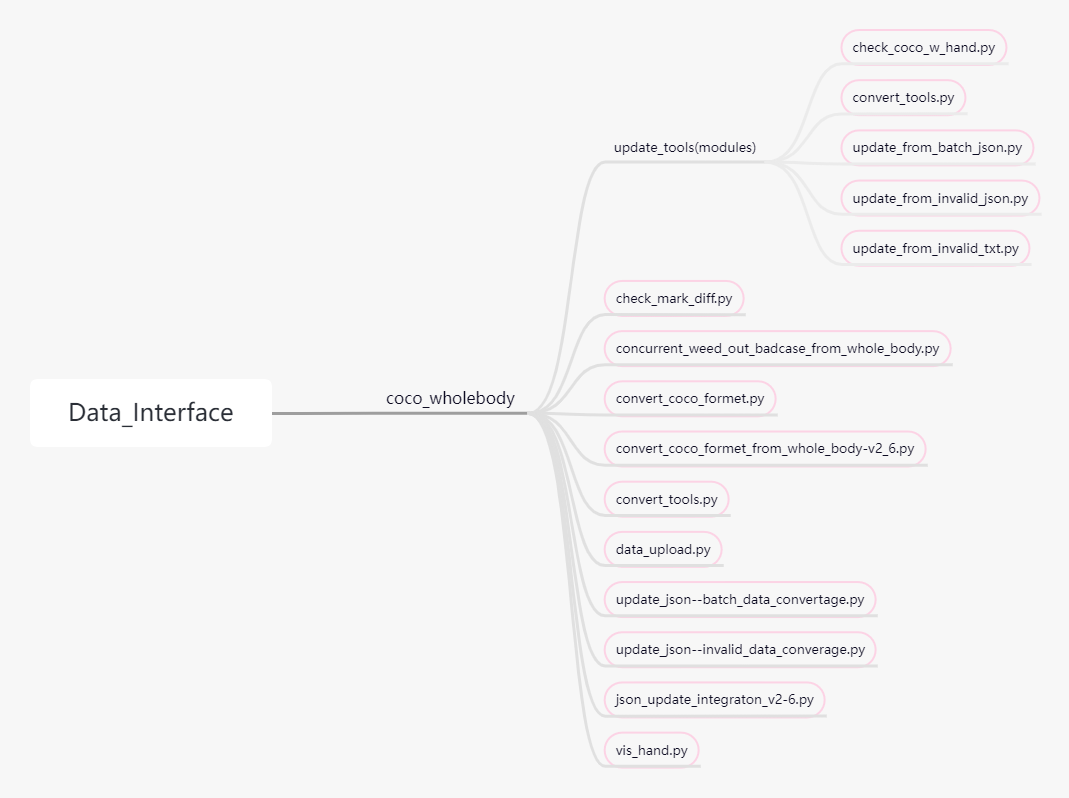 check_coco_w_hand.py
convert_tools.py
update_tools(modules)
update_from_batch_json.py
update_from_invalid_json.py
update_from_invalid_txt.py
check_mark_diff.py
concurrent_weed_out_badcase_from_whole_body.py
Data_Interface
coco_wholebody
convert_coco_formet.py
convert_coco_formet_from_whole_body-v2_6.py
convert_tools.py
data_upload.py
update_json--batch_data_convertage.py
update_json--invalid_data_converage.py
json_update_integraton_v2-6.py
vis_hand.py